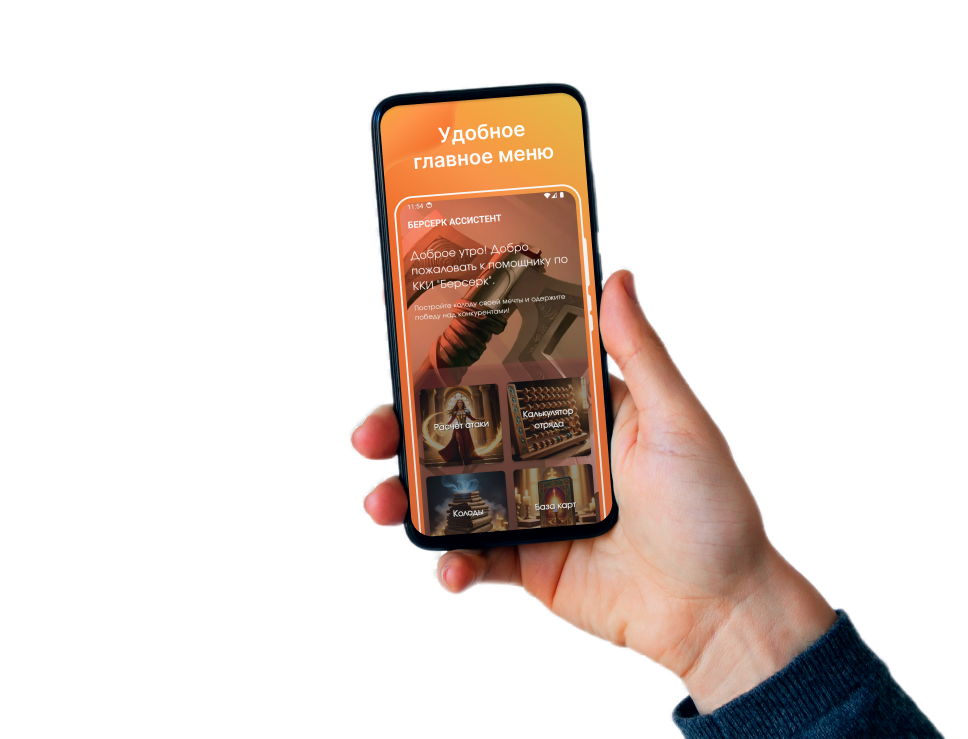 Удобное
главное меню
11:54
БЕРСЕРК АССИСТЕНТ
Доброе утро! Добро
пожаловать к помощнику по
ККИ "Берсерк".
Постройте колоду своей мечты и одержите
победу над конкурентами!
Расчёт атаки
Калькулятор
отряда
Колоды
База карт